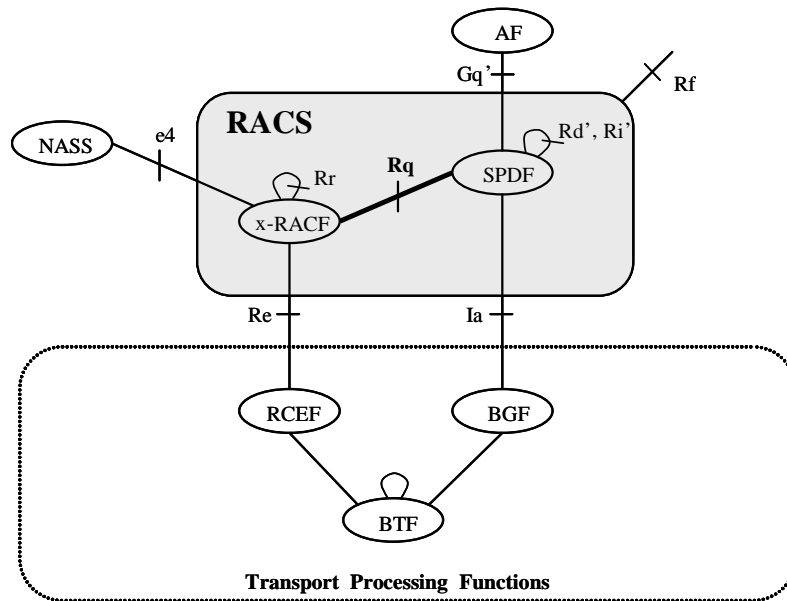 AF
Gq’
Rf
RACS
e4
NASS
Rd’, Ri’
Rq
SPDF
Rr
x-RACF
Re
Ia
RCEF
BGF
BTF
Transport Processing Functions